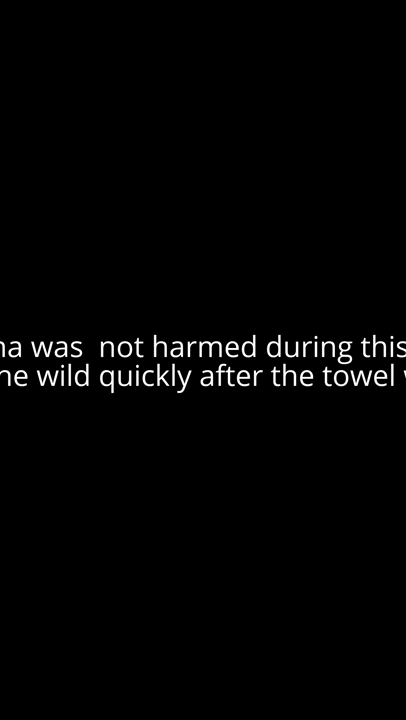 na was  not harmed during this
he wild quickly after the towel